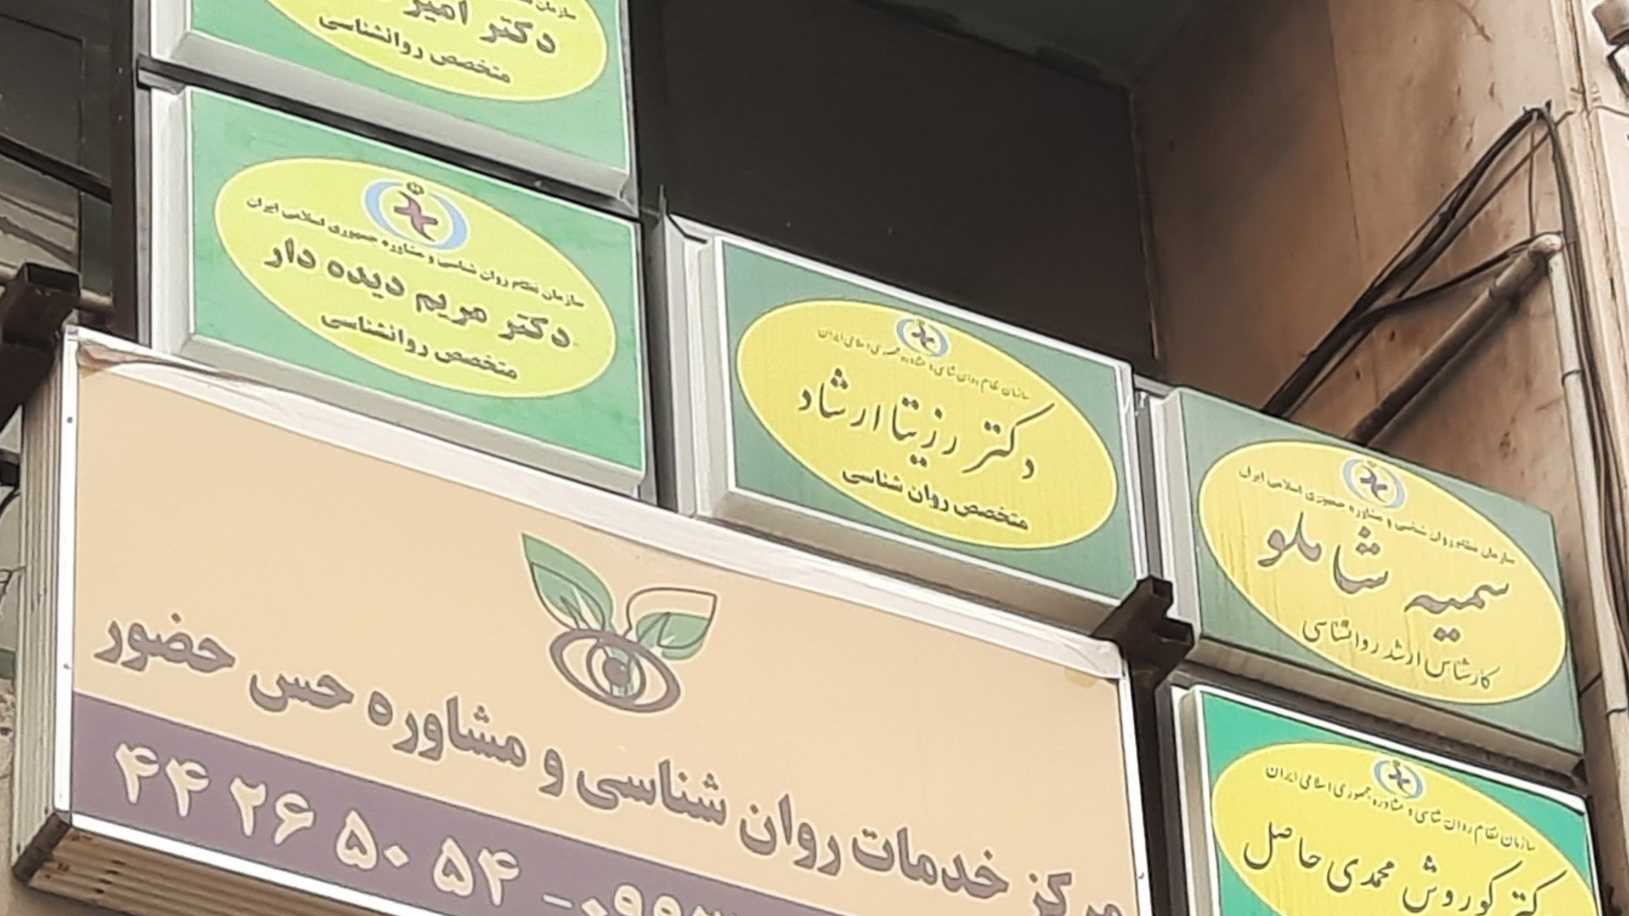 دکتر امیر
متخصص روانشناسی
سازمان نظام روان شناسی و مشاوره جمهوری اسلامی ایران
دکتر مریم دیده دار
متخصص روانشناسی
سازمان نظام روان شناسی و مشاوره جمهوری اسلامی ایران
دکتر رزیتا ارشاد
متخصص روان شناسی
سازمان نظام روان شناسی و مشاوره جمهوری اسلامی ایران
سمیه شاملو
کارشناس ارشد روانشناسی
سازمان نظام روان شناسی و مشاوره جمهوری اسلامی ایران
دکتر کوروش محمدی حاصل
مرکز خدمات روان شناسی و مشاوره حس حضور
۴۴ ۲۶ ۵۰ ۵۴ - ۰۹۹